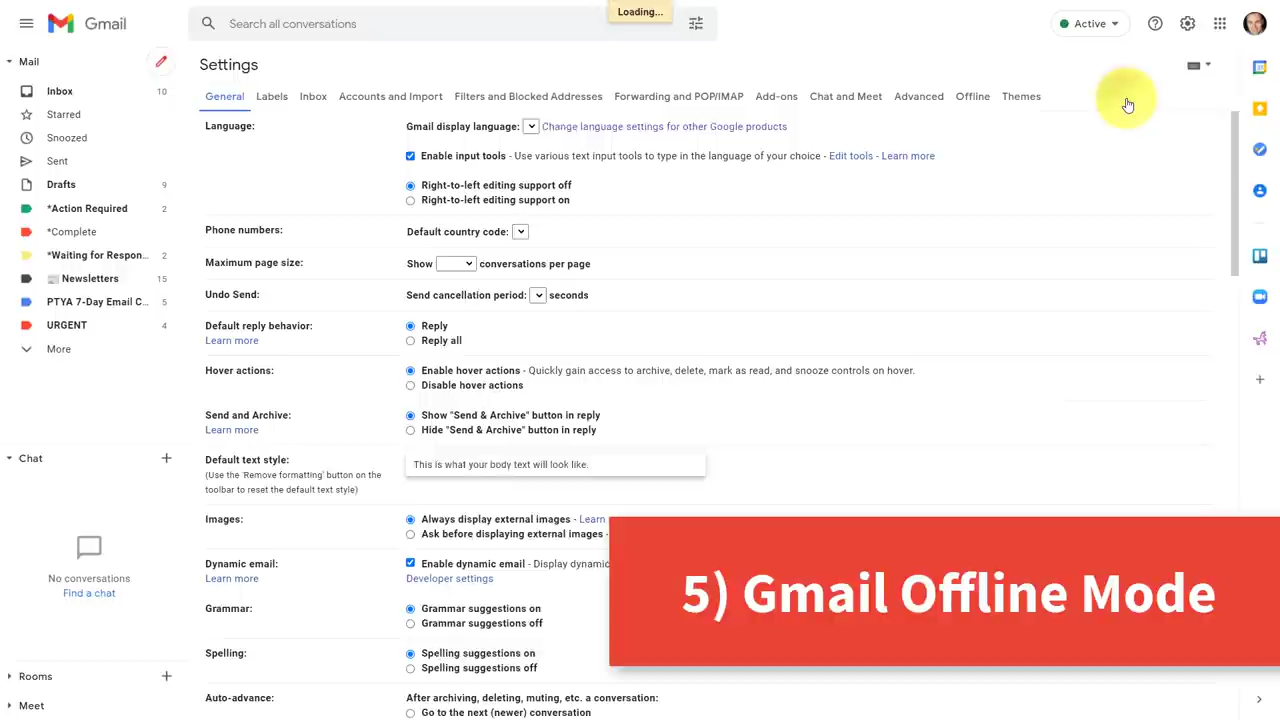 Loading...
Gmail
Search all conversations
Active
Mail
Inbox 10
Starred
Snoozed
Sent
Drafts 9
*Action Required 2
*Complete
*Waiting for Respon... 2
Newsletters 15
PTYA 7-Day Email C... 5
URGENT 4
More
Chat
No conversations
Find a chat
Rooms
Meet
Settings
General Labels Inbox Accounts and Import Filters and Blocked Addresses Forwarding and POP/IMAP Add-ons Chat and Meet Advanced Offline Themes
Language:
Gmail display language: Change language settings for other Google products
Enable input tools - Use various text input tools to type in the language of your choice - Edit tools - Learn more
Right-to-left editing support off
Right-to-left editing support on
Phone numbers:
Default country code:
Maximum page size:
Show conversations per page
Undo Send:
Send cancellation period: seconds
Default reply behavior:
Learn more
Reply
Reply all
Hover actions:
Enable hover actions - Quickly gain access to archive, delete, mark as read, and snooze controls on hover.
Disable hover actions
Send and Archive:
Learn more
Show "Send & Archive" button in reply
Hide "Send & Archive" button in reply
Default text style:
(Use the 'Remove formatting' button on the
toolbar to reset the default text style)
This is what your body text will look like.
Images:
Always display external images - Learn
Ask before displaying external images -
Dynamic email:
Learn more
Enable dynamic email - Display dynamic
Developer settings
Grammar:
Grammar suggestions on
Grammar suggestions off
Spelling:
Spelling suggestions on
Spelling suggestions off
Auto-advance:
After archiving, deleting, muting, etc. a conversation:
Go to the next (newer) conversation
5) Gmail Offline Mode